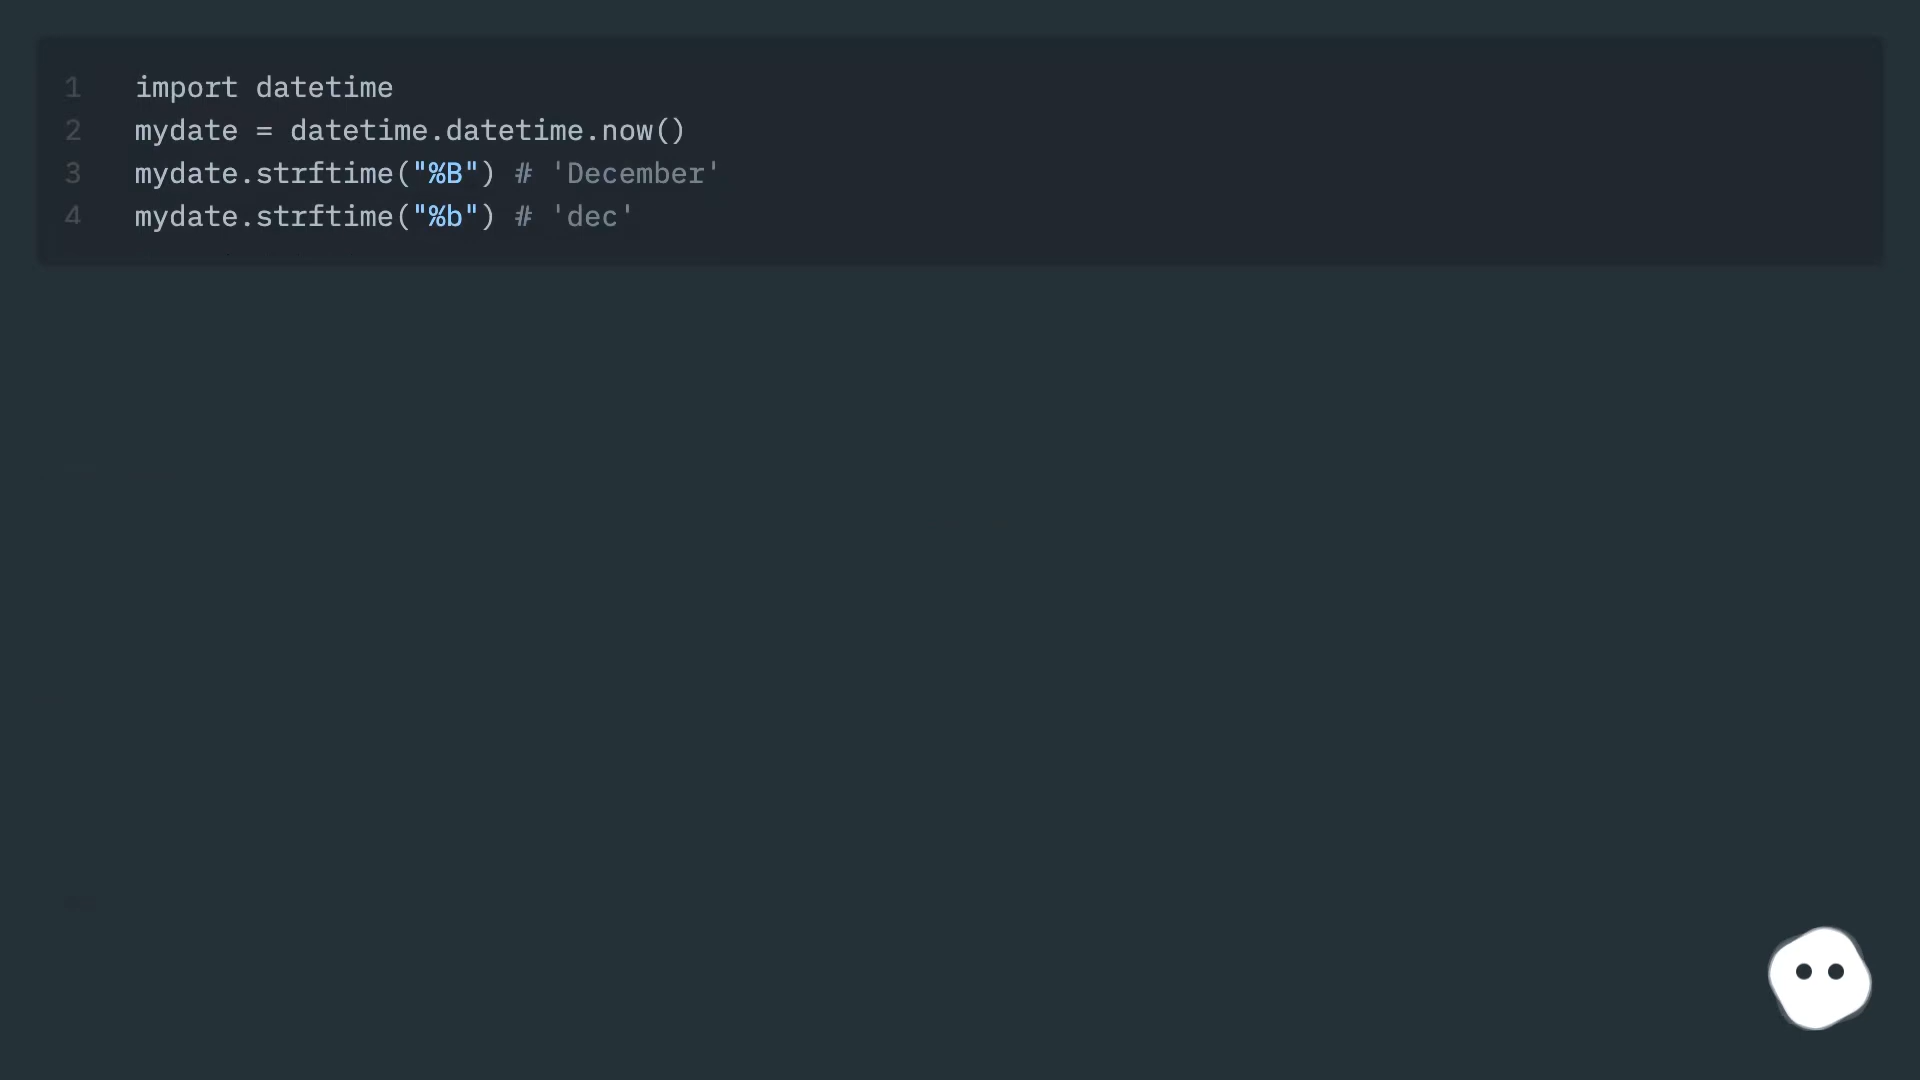 1 import datetime
2 mydate = datetime.datetime.now()
3 mydate.strftime("%B") # 'December'
4 mydate.strftime("%b") # 'dec'